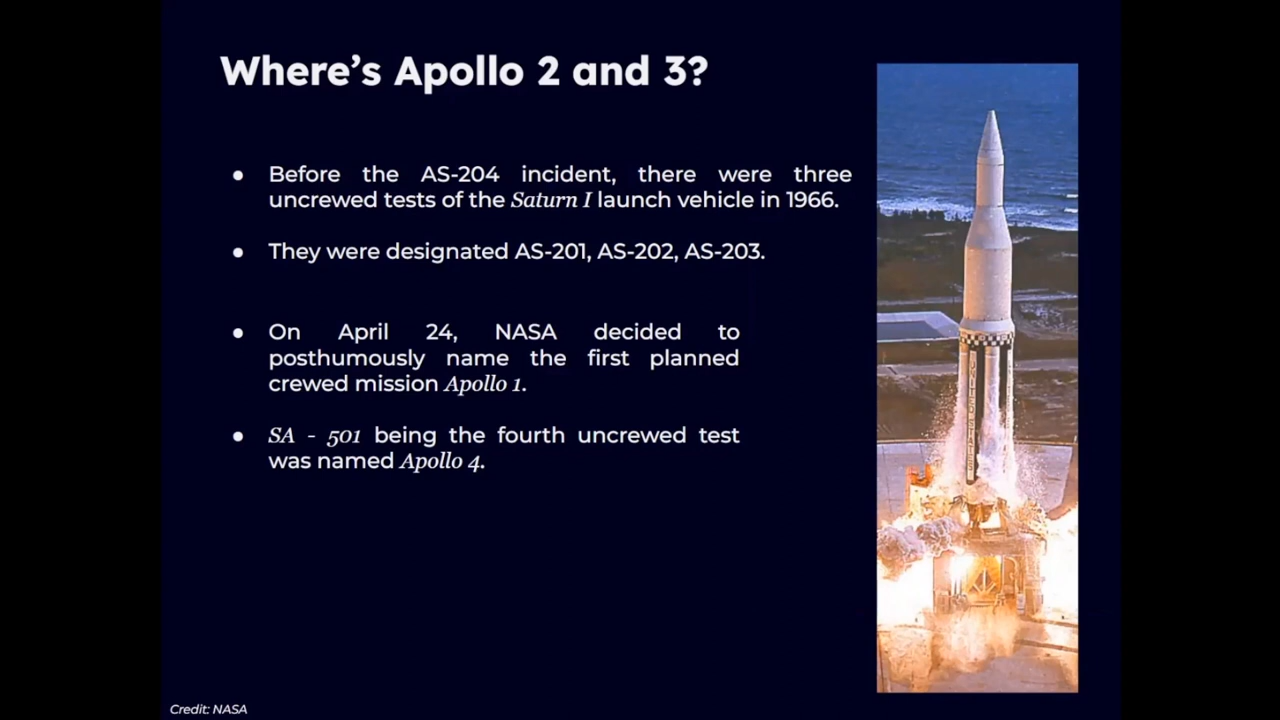 Where's Apollo 2 and 3?
● Before the AS-204 incident, there were three
uncrewed tests of the Saturn I launch vehicle in 1966.
● They were designated AS-201, AS-202, AS-203.
● On April 24, NASA decided to
posthumously name the first planned
crewed mission Apollo 1.
● SA - 501 being the fourth uncrewed test
was named Apollo 4.
UNITED STATES
Credit: NASA